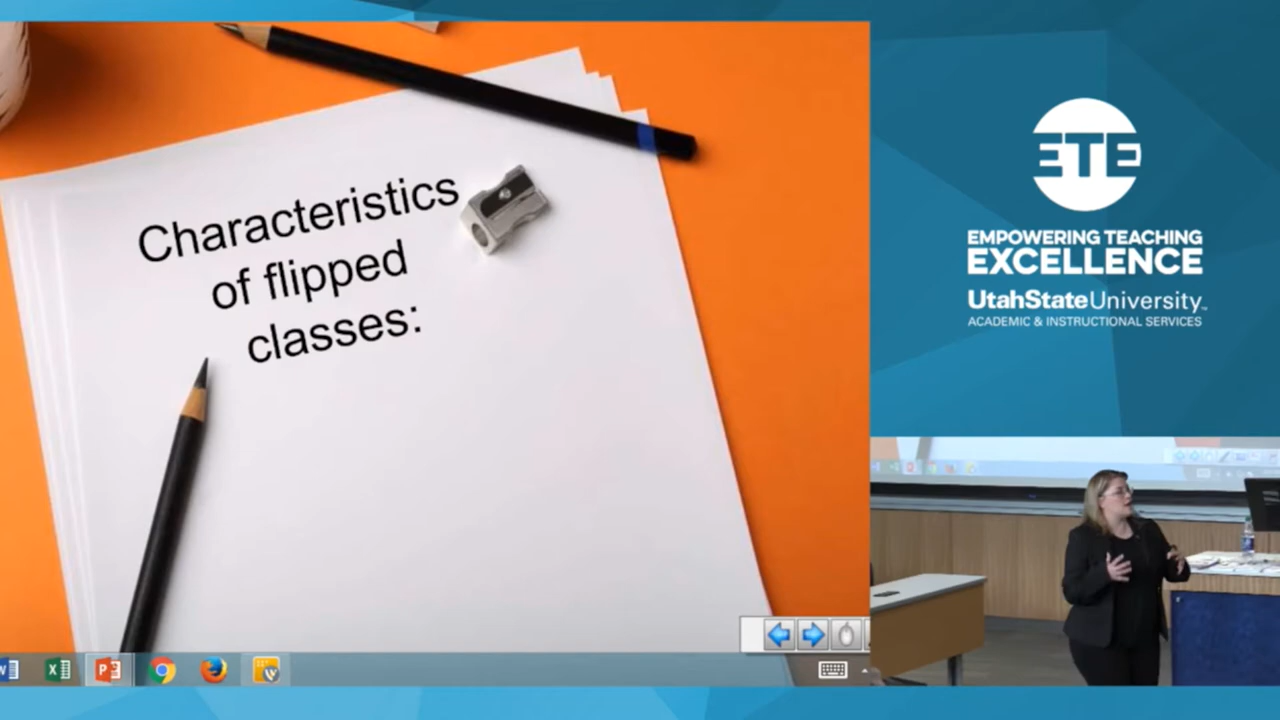 Characteristics
of flipped
classes:
ETE
EMPOWERING TEACHING
EXCELLENCE
UtahStateUniversity
ACADEMIC & INSTRUCTIONAL SERVICES